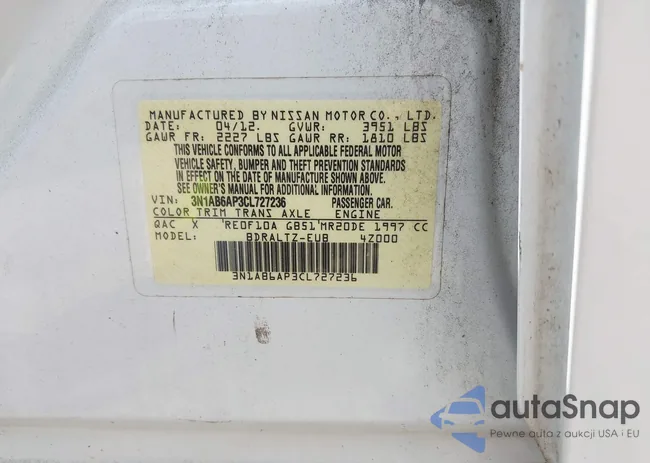 MANUFACTURED BY NISSAN MOTOR CO., LTD.
DATE: 04/12. GVWR: 3951 LBS
GAWR FR: 2227 LBS GAWR RR: 1810 LBS
THIS VEHICLE CONFORMS TO ALL APPLICABLE FEDERAL MOTOR
VEHICLE SAFETY, BUMPER AND THEFT PREVENTION STANDARDS
IN EFFECT ON THE DATE OF MANUFACTURE SHOWN ABOVE.
SEE OWNER'S MANUAL FOR ADDITIONAL INFORMATION.
VIN: 3N1AB6AP3CL727236 PASSENGER CAR.
COLOR TRIM TRANS AXLE ENGINE
QAC X RE0F10A GB51 MR20DE 1997 CC
MODEL: BDRALTZ-EUB 4Z000
3N1AB6AP3CL727236
autoSnap
Pewne auta z aukcji USA i EU